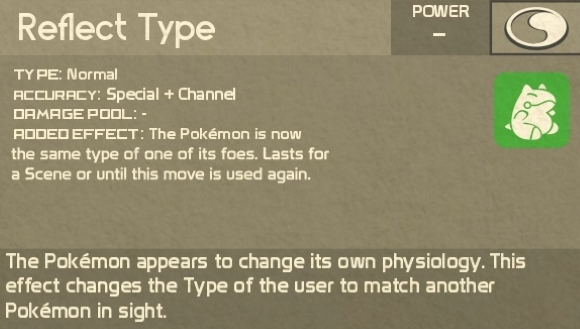 Reflect Type
POWER
–
TYPE: Normal
ACCURACY: Special + Channel
DAMAGE POOL: -
ADDED EFFECT: The Pokémon is now
the same type of one of its foes. Lasts for
a Scene or until this move is used again.
The Pokémon appears to change its own physiology. This
effect changes the Type of the user to match another
Pokémon in sight.